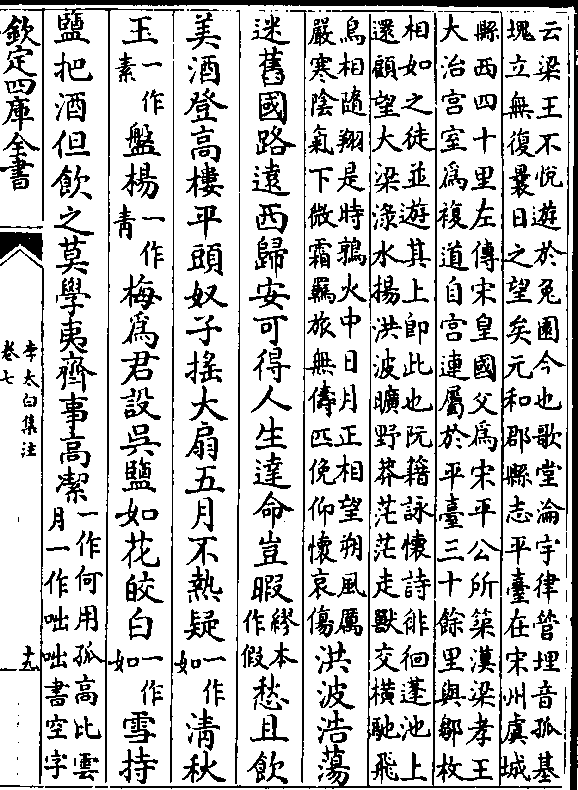 云梁王不悅遊於兔園今也歌堂淪宇律管埋音孤基
塊立無復曩日之望矣元和郡縣志平臺在宋州虞城
縣西四十里左傳宋皇國父為宋平公所築漢梁孝王
大治宮室為複道自宮連屬於平臺三十餘里與鄒枚
相如之徒並遊其上即此也阮籍詠懷詩徘徊蓬池上
還顧望大梁淥水揚洪波曠野莽茫茫走獸交橫馳飛
鳥相隨翔是時鶉火中日月正相望朔風厲
嚴寒陰氣下微霜羈旅無儔匹俛仰懷哀傷
洪波浩蕩
迷舊國路遠西歸安可得人生達命豈暇
繆本
作假
愁且飲
美酒登高樓平頭奴子搖大扇五月不熱疑
一作
如
清秋
玉
一作
素
盤楊
一作
青
梅為君設吳鹽如花皎白
一作
如
雪持
鹽把酒但飲之莫學夷齊事高潔
一作何用孤高比雲
月一作咄咄書空字
欽定四庫全書
李太白集注
卷七
十九